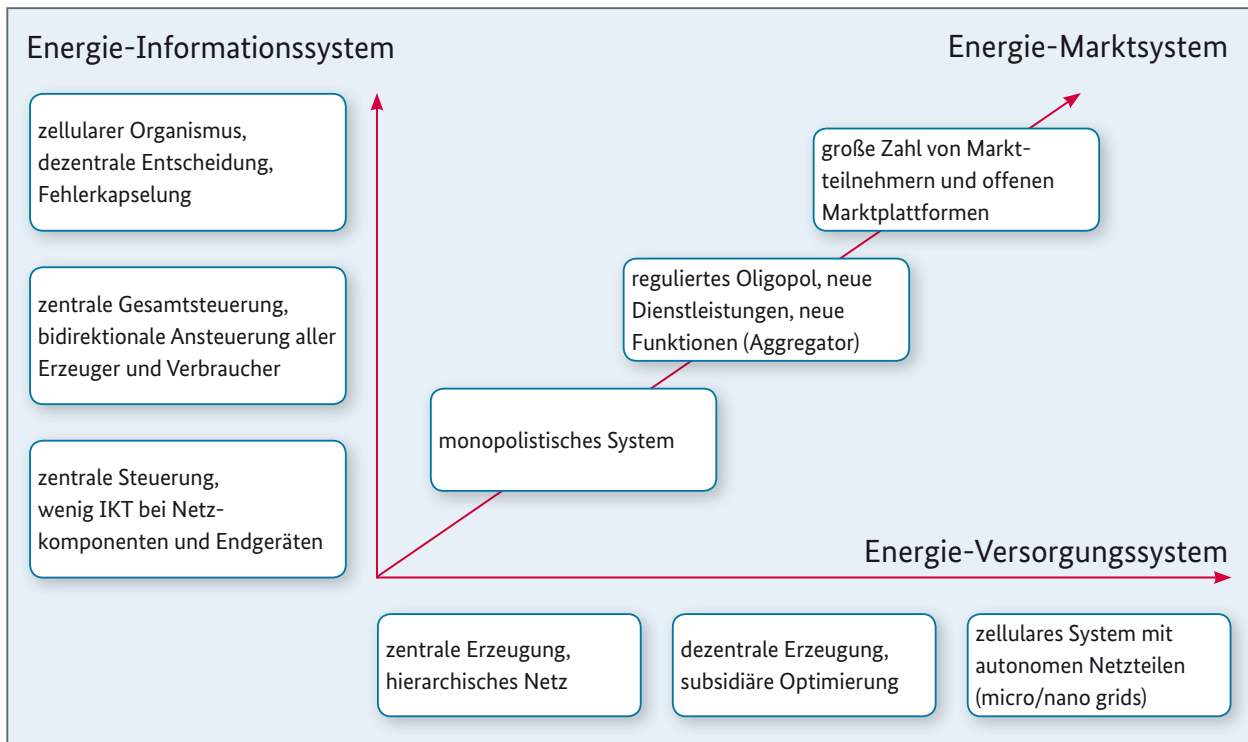 Energie-Informationssystem
Energie-Marktsystem
zellularer Organismus,
dezentrale Entscheidung,
Fehlerkapselung
große Zahl von Markt-
teilnehmern und offenen
Marktplattformen
zentrale Gesamtsteuerung,
bidirektionale Ansteuerung aller
Erzeuger und Verbraucher
reguliertes Oligopol, neue
Dienstleistungen, neue
Funktionen (Aggregator)
monopolistisches System
zentrale Steuerung,
wenig IKT bei Netz-
komponenten und Endgeräten
Energie-Versorgungssystem
zentrale Erzeugung,
hierarchisches Netz
dezentrale Erzeugung,
subsidiäre Optimierung
zellulares System mit
autonomen Netzteilen
(micro/nano grids)